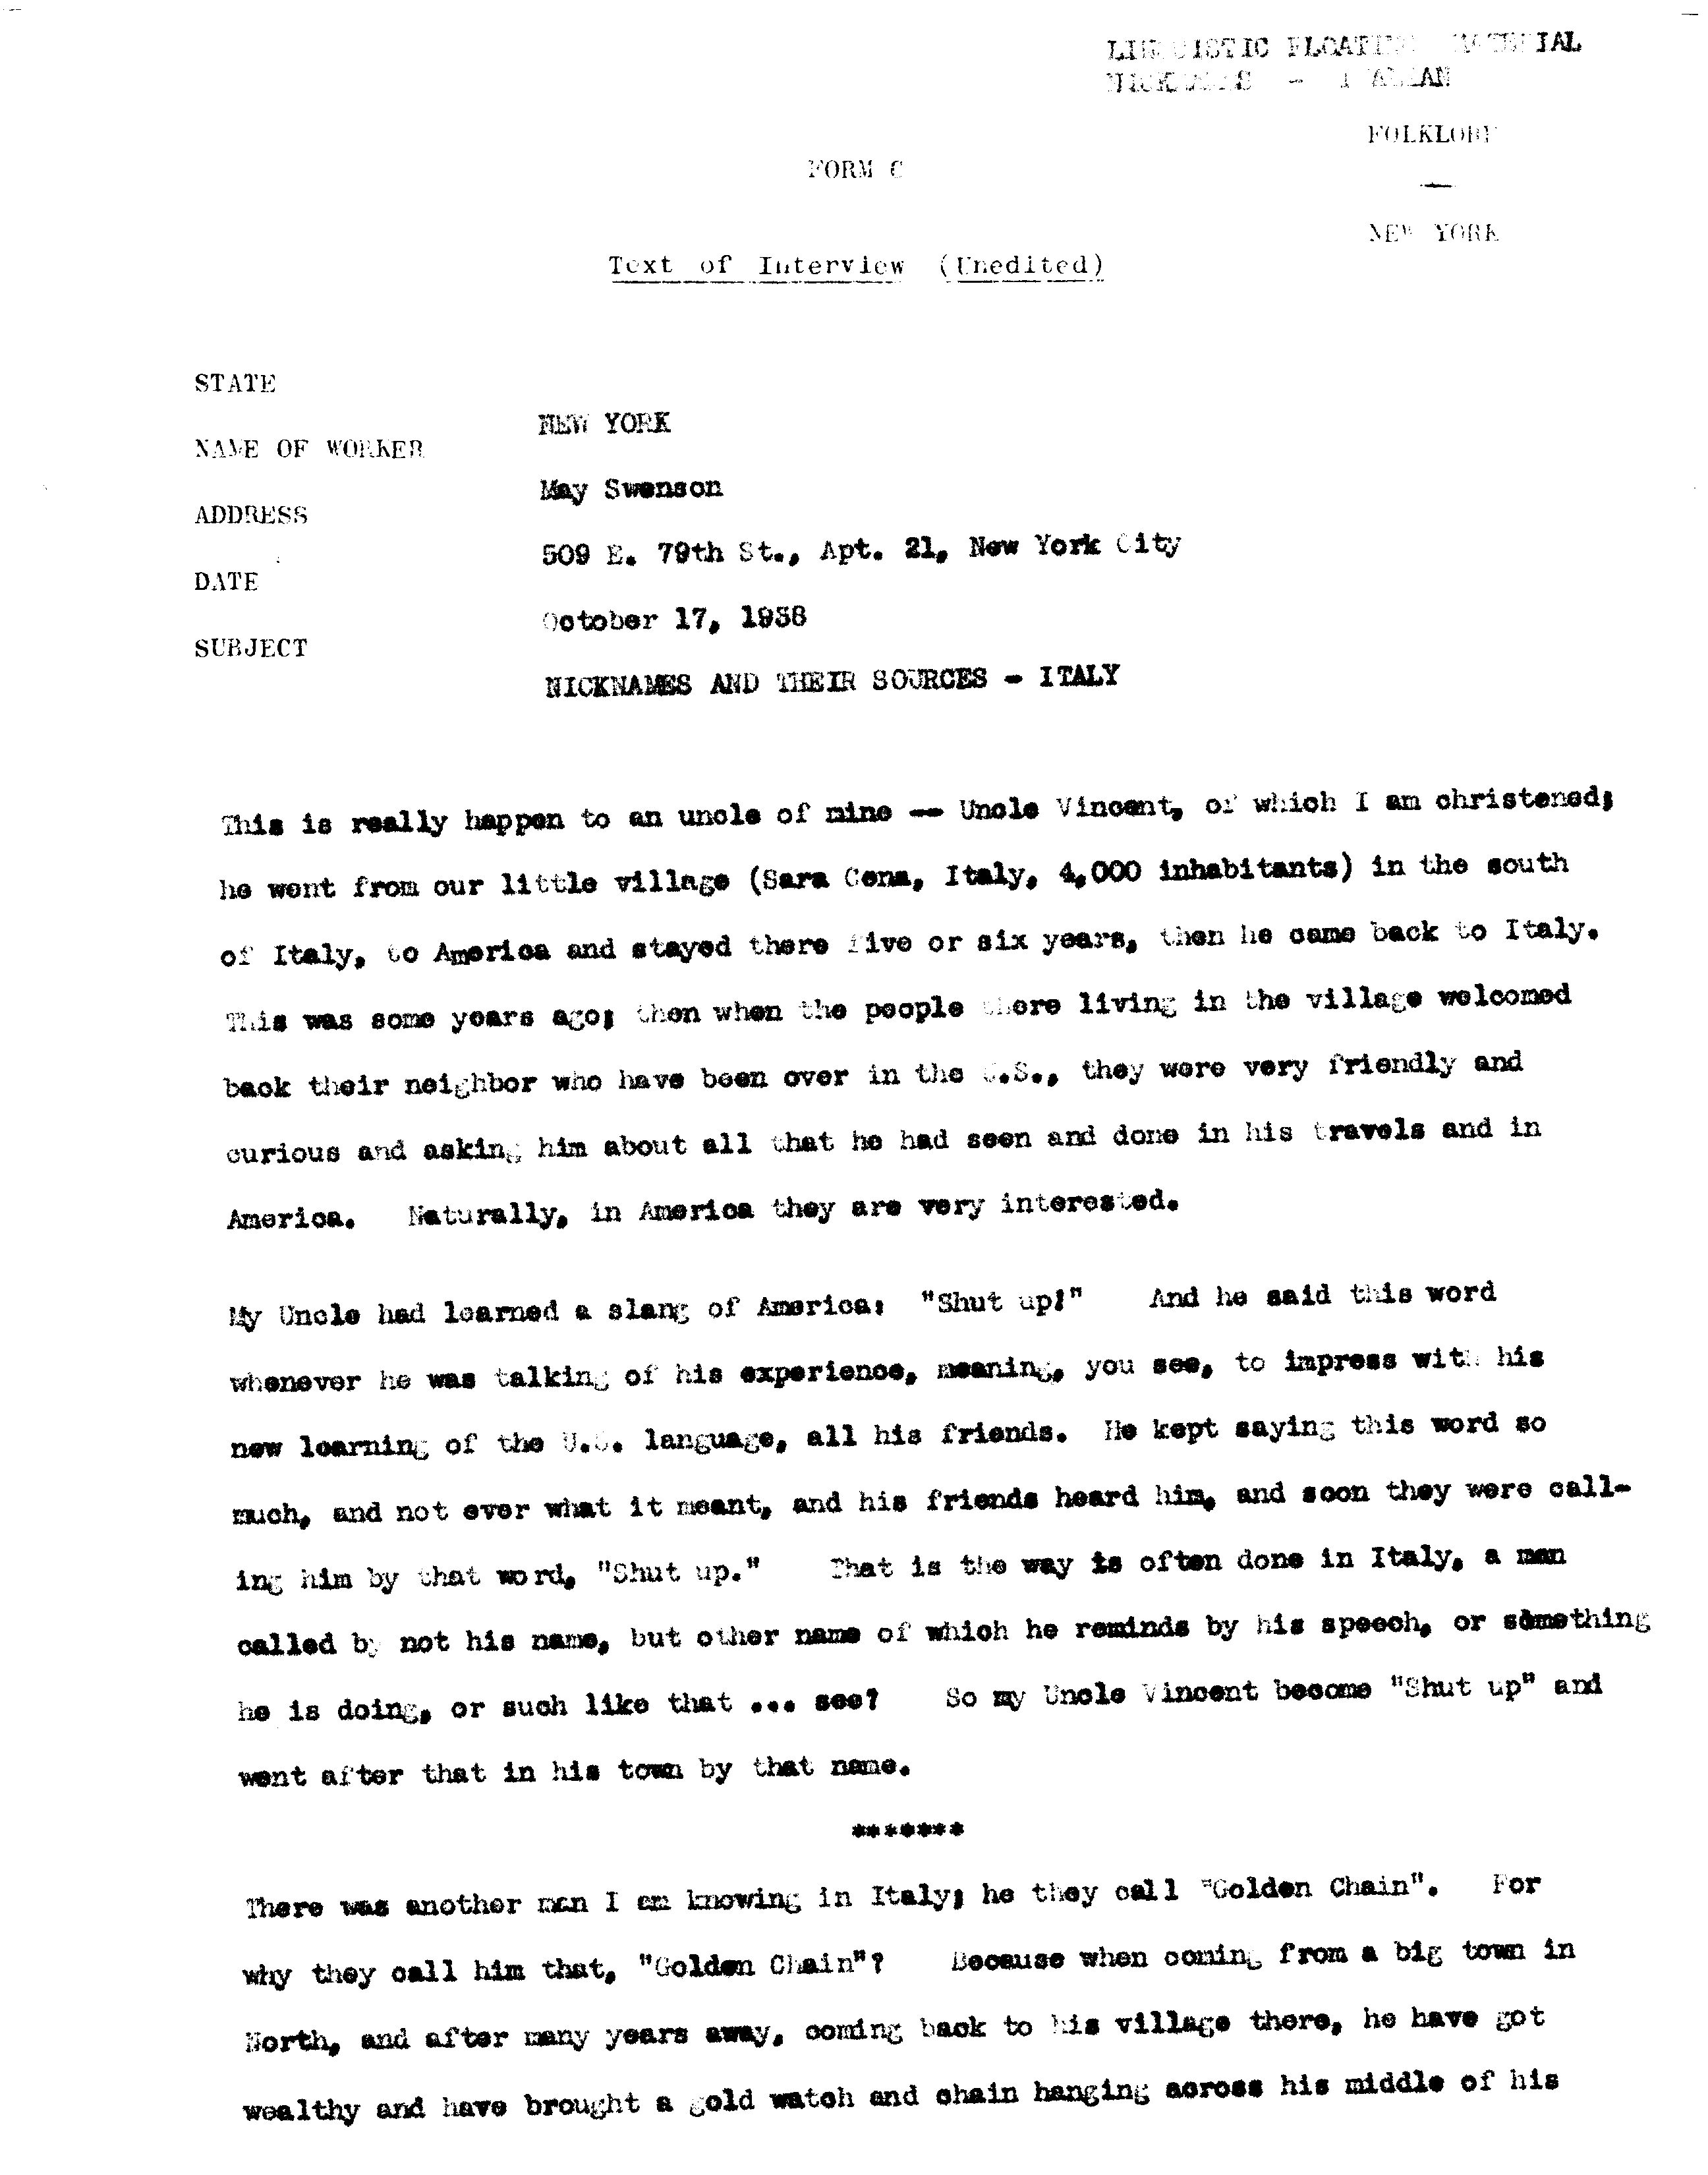 LINGUISTIC FLOATING MATERIAL
NICKNAMES - ITALIAN
FOLKLORE
FORM C
NEW YORK
Text of Interview (Unedited)
STATE
NEW YORK
NAME OF WORKER
May Swenson
ADDRESS
509 E. 79th St., Apt. 21, New York City
DATE
October 17, 1938
SUBJECT
NICKNAMES AND THEIR SOURCES - ITALY
This is really happen to an uncle of mine -- Uncle Vincent, of which I am christened;
he went from our little village (Sara Cena, Italy, 4,000 inhabitants) in the south
of Italy, to America and stayed there five or six years, then he came back to Italy.
This was some years ago; then when the people there living in the village welcomed
back their neighbor who have been over in the U.S., they were very friendly and
curious and asking him about all that he had seen and done in his travels and in
America. Naturally, in America they are very interested.
My Uncle had learned a slang of America: "Shut up!" And he said this word
whenever he was talking of his experience, meaning, you see, to impress with his
new learning of the U.S. language, all his friends. He kept saying this word so
much, and not ever what it meant, and his friends heard him, and soon they were call-
ing him by that word, "Shut up." That is the way is often done in Italy, a man
called by not his name, but other name of which he reminds by his speech, or something
he is doing, or such like that ... see? So my Uncle Vincent become "Shut up" and
went after that in his town by that name.
*******
There was another man I am knowing in Italy; he they call "Golden Chain". For
why they call him that, "Golden Chain"? Because when coming from a big town in
North, and after many years away, coming back to his village there, he have got
wealthy and have brought a gold watch and chain hanging across his middle of his